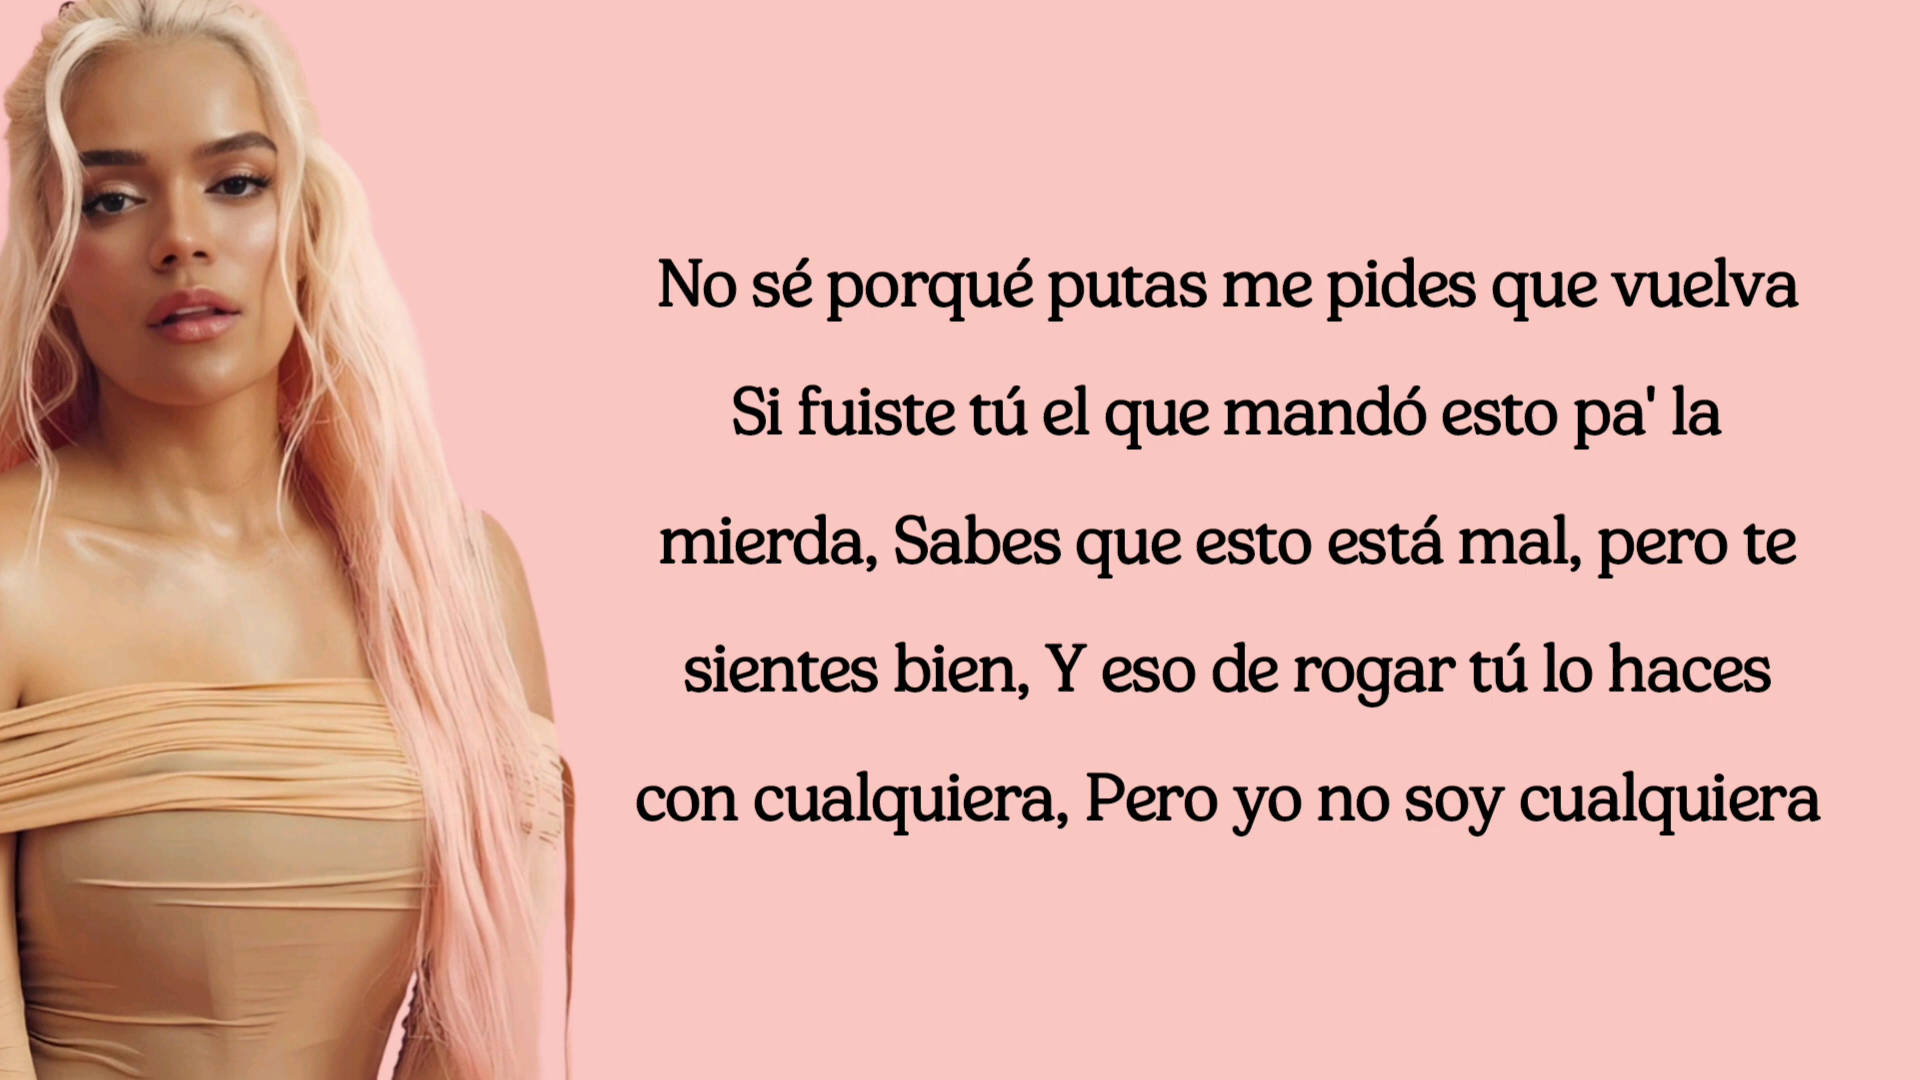 No sé porqué putas me pides que vuelva
Si fuiste tú el que mandó esto pa' la
mierda, Sabes que esto está mal, pero te
sientes bien, Y eso de rogar tú lo haces
con cualquiera, Pero yo no soy cualquiera